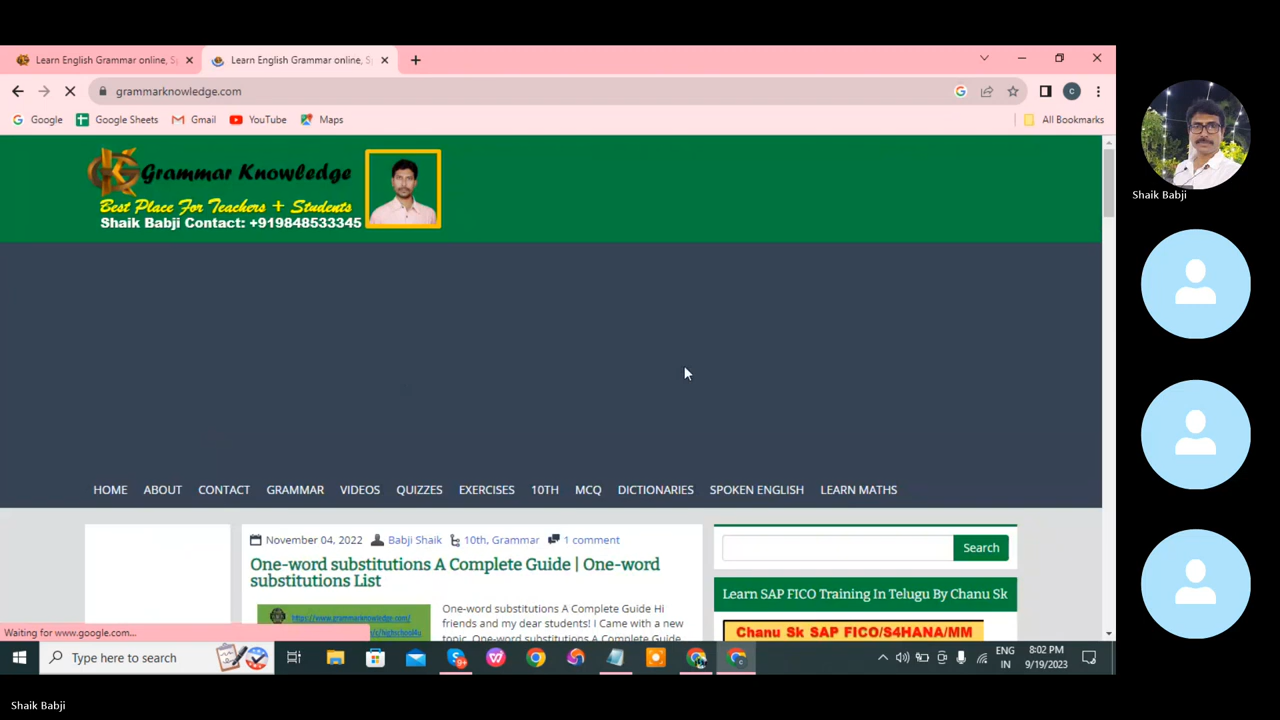 Learn English Grammar online, S
Learn English Grammar online, S
grammarknowledge.com
Google
Google Sheets
Gmail
YouTube
Maps
All Bookmarks
Grammar Knowledge
Best Place For Teachers + Students
Shaik Babji Contact: +919848533345
Shaik Babji
HOME
ABOUT
CONTACT
GRAMMAR
VIDEOS
QUIZZES
EXERCISES
10TH
MCQ
DICTIONARIES
SPOKEN ENGLISH
LEARN MATHS
November 04, 2022 Babji Shaik 10th, Grammar 1 comment
One-word substitutions A Complete Guide | One-word
substitutions List
https://www.grammarknowledge.com/
One-word substitutions A Complete Guide Hi
friends and my dear students! I Came with a new
topic. One-word substitutions A Complete Guide
Search
Learn SAP FICO Training In Telugu By Chanu Sk
Chanu Sk SAP FICO/S4HANA/MM
Waiting for www.google.com...
Type here to search
ENG
IN
8:02 PM
9/19/2023
Shaik Babji